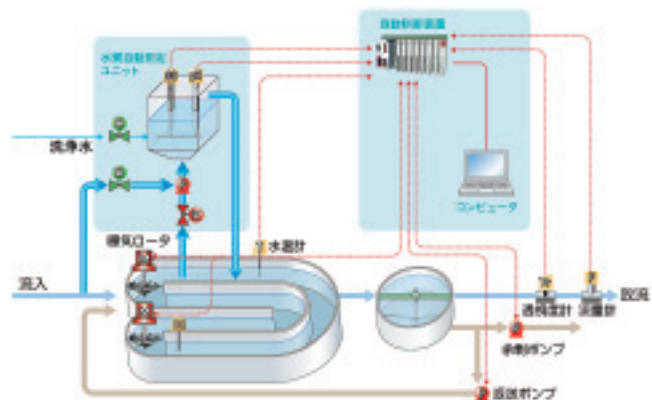 自動制御装置
水質自動測定
ユニット
洗浄水
コンピュータ
曝気ロータ
水温計
流入
放流
透視度計
流量計
余剰ポンプ
返送ポンプ